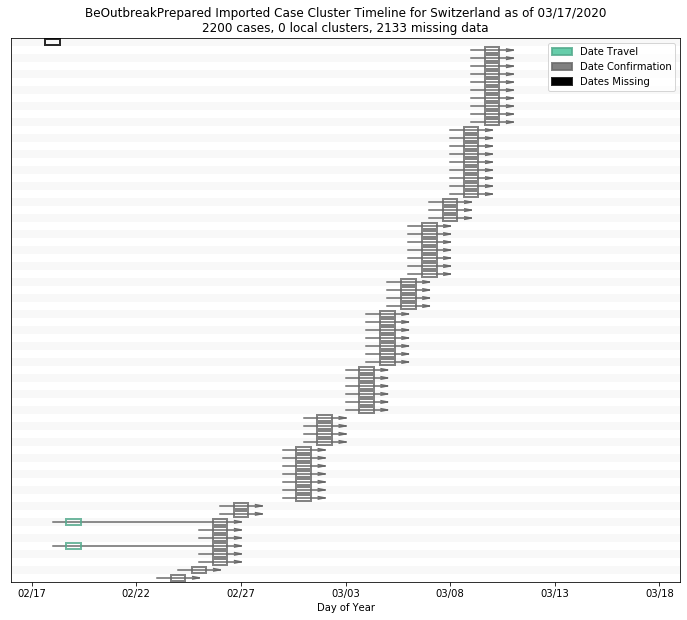 BeOutbreakPrepared Imported Case Cluster Timeline for Switzerland as of 03/17/2020
2200 cases, 0 local clusters, 2133 missing data
Date Travel
Date Confirmation
Dates Missing
02/17 02/22 02/27 03/03 03/08 03/13 03/18
Day of Year